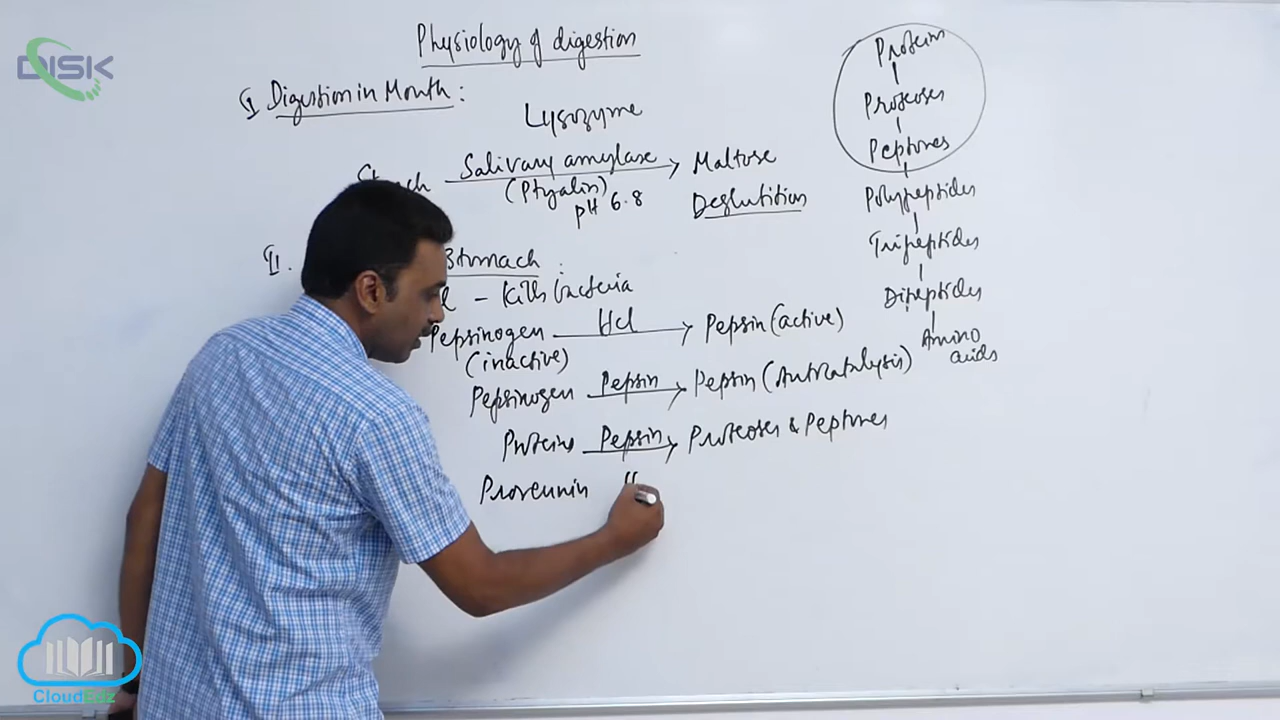 DISK
Physiology of digestion
I Digestion in Mouth :
Lysozyme
Salivary amylase Maltose
(Ptyalin)
pH 6.8 Deglutition
II. Stomach :
- Kills bacteria
Pepsinogen HCl Pepsin (active)
(inactive)
Pepsinogen Pepsin Pepsin (Autocatalysis)
Proteins Pepsin Proteoses & Peptones
Prorennin
Proteins
Proteoses
Peptones
Polypeptides
Tripeptides
Dipeptides
Amino
acids
CloudEdz